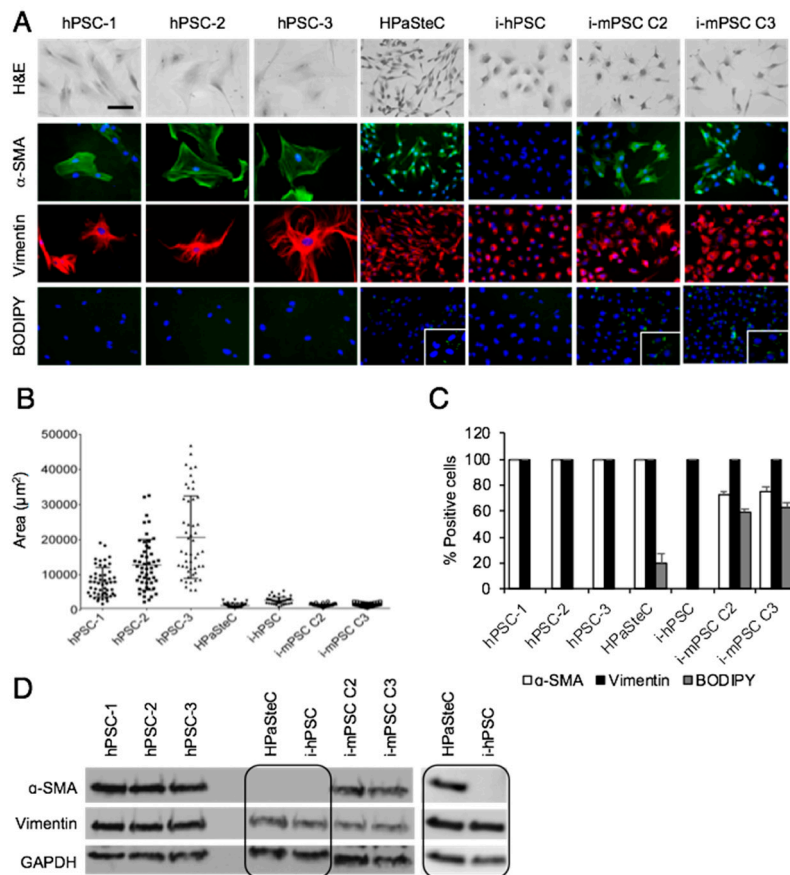 A
hPSC-1 hPSC-2 hPSC-3 HPaSteC i-hPSC i-mPSC C2 i-mPSC C3
H&E
α-SMA
Vimentin
BODIPY
B
Area (µm²)
50000
40000
30000
20000
10000
0
hPSC-1 hPSC-2 hPSC-3 HPaSteC i-hPSC i-mPSC C2 i-mPSC C3
C
% Positive cells
120
100
80
60
40
20
0
hPSC-1 hPSC-2 hPSC-3 HPaSteC i-hPSC i-mPSC C2 i-mPSC C3
α-SMA Vimentin BODIPY
D
hPSC-1 hPSC-2 hPSC-3 HPaSteC i-hPSC i-mPSC C2 i-mPSC C3 HPaSteC i-hPSC
α-SMA
Vimentin
GAPDH